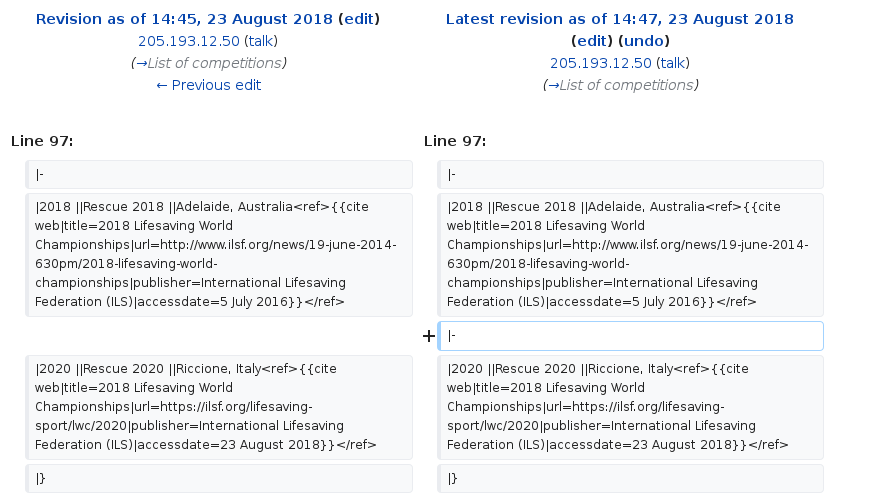 Revision as of 14:45, 23 August 2018 (edit)
205.193.12.50 (talk)
(→List of competitions)
← Previous edit
Latest revision as of 14:47, 23 August 2018
(edit) (undo)
205.193.12.50 (talk)
(→List of competitions)
Line 97:
Line 97:
|-
|-
|2018 ||Rescue 2018 ||Adelaide, Australia<ref>{{cite
web|title=2018 Lifesaving World
Championships|url=http://www.ilsf.org/news/19-june-2014-
630pm/2018-lifesaving-world-
championships|publisher=International Lifesaving
Federation (ILS)|accessdate=5 July 2016}}</ref>
|2018 ||Rescue 2018 ||Adelaide, Australia<ref>{{cite
web|title=2018 Lifesaving World
Championships|url=http://www.ilsf.org/news/19-june-2014-
630pm/2018-lifesaving-world-
championships|publisher=International Lifesaving
Federation (ILS)|accessdate=5 July 2016}}</ref>
+ |-
|2020 ||Rescue 2020 ||Riccione, Italy<ref>{{cite
web|title=2018 Lifesaving World
Championships|url=https://ilsf.org/lifesaving-
sport/lwc/2020|publisher=International Lifesaving
Federation (ILS)|accessdate=23 August 2018}}</ref>
|2020 ||Rescue 2020 ||Riccione, Italy<ref>{{cite
web|title=2018 Lifesaving World
Championships|url=https://ilsf.org/lifesaving-
sport/lwc/2020|publisher=International Lifesaving
Federation (ILS)|accessdate=23 August 2018}}</ref>
|}
|}